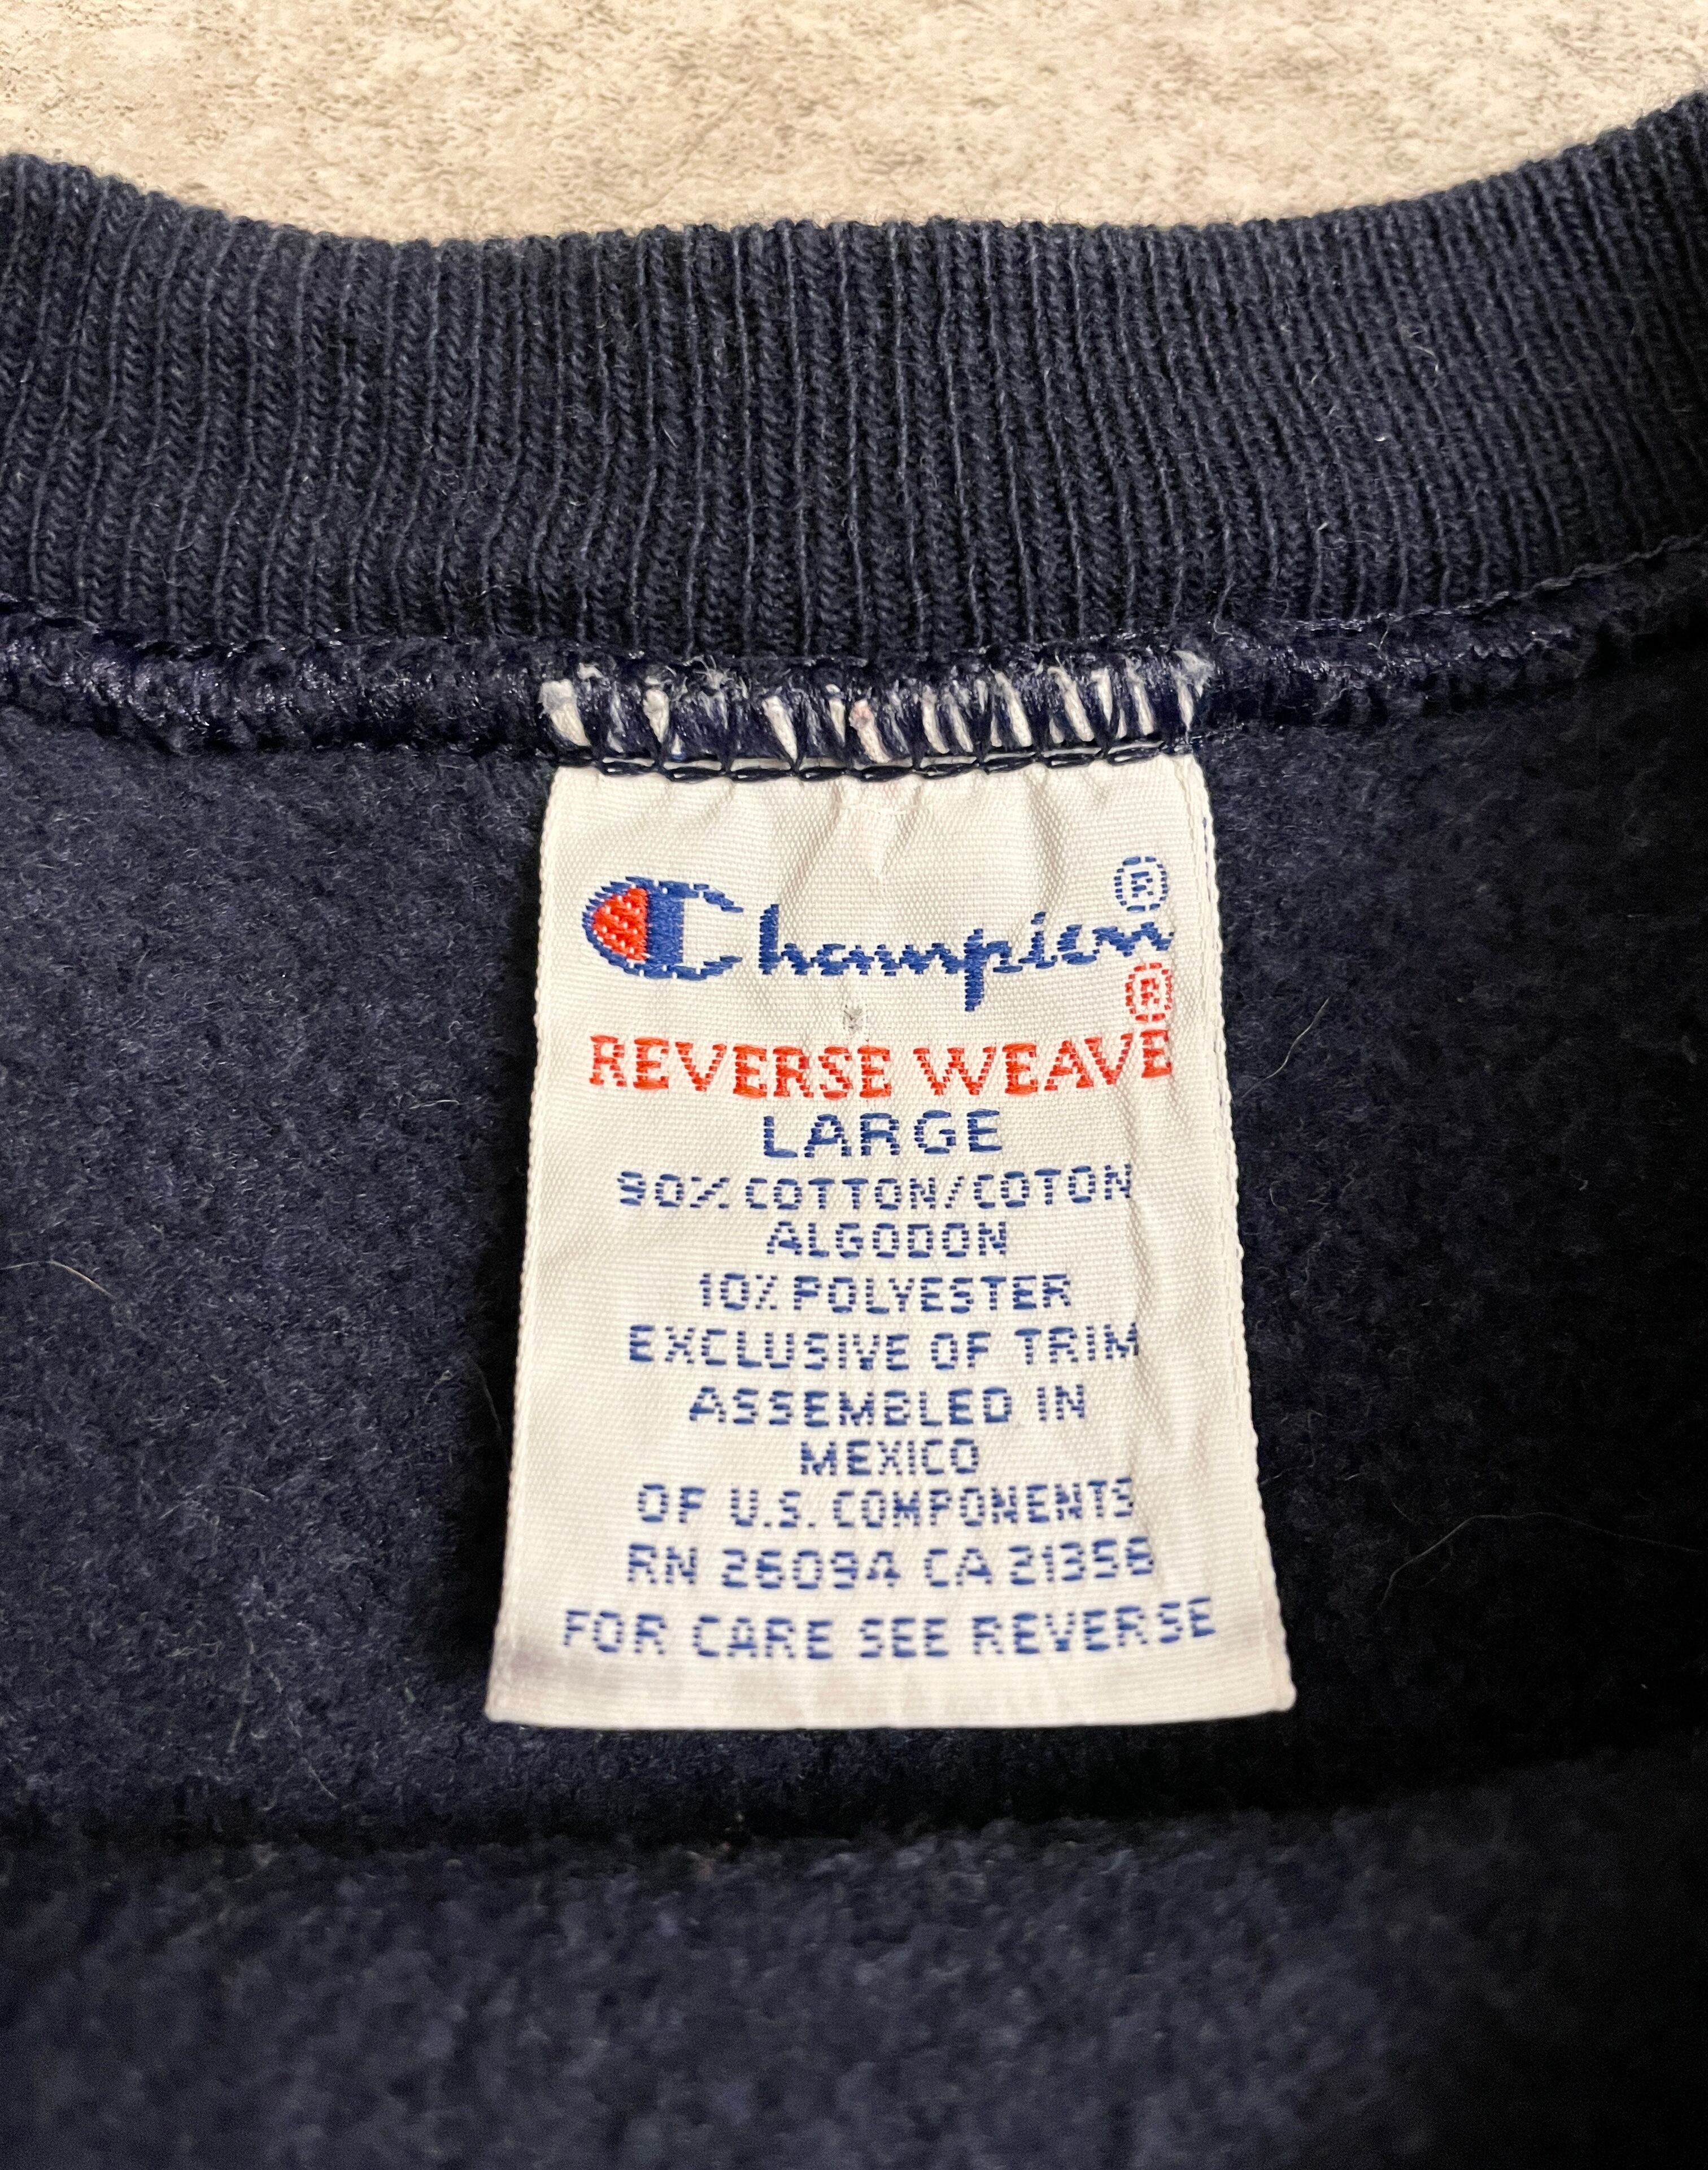 Champion®
REVERSE WEAVE®
LARGE
90% COTTON/COTON
ALGODON
10% POLYESTER
EXCLUSIVE OF TRIM
ASSEMBLED IN
MEXICO
OF U.S. COMPONENTS
RN 26094 CA 21356
FOR CARE SEE REVERSE